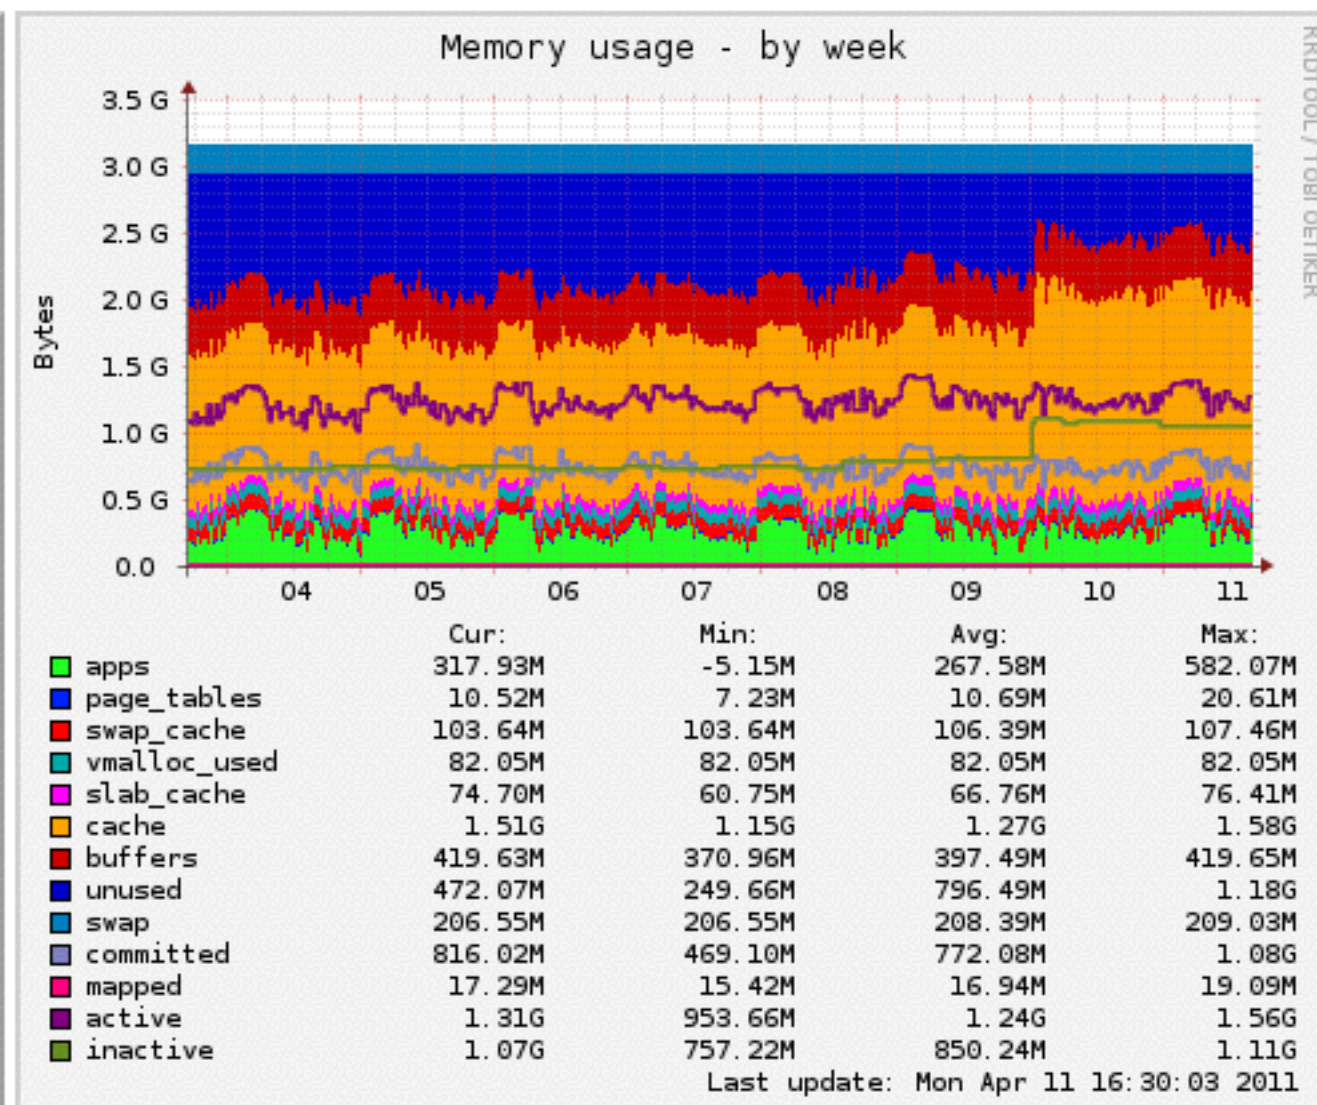 Memory usage - by week
RRDTOOL / TOBI OETIKER
Bytes
3.5 G
3.0 G
2.5 G
2.0 G
1.5 G
1.0 G
0.5 G
0.0
04 05 06 07 08 09 10 11
Cur: Min: Avg: Max:
apps 317.93M -5.15M 267.58M 582.07M
page_tables 10.52M 7.23M 10.69M 20.61M
swap_cache 103.64M 103.64M 106.39M 107.46M
vmalloc_used 82.05M 82.05M 82.05M 82.05M
slab_cache 74.70M 60.75M 66.76M 76.41M
cache 1.51G 1.15G 1.27G 1.58G
buffers 419.63M 370.96M 397.49M 419.65M
unused 472.07M 249.66M 796.49M 1.18G
swap 206.55M 206.55M 208.39M 209.03M
committed 816.02M 469.10M 772.08M 1.08G
mapped 17.29M 15.42M 16.94M 19.09M
active 1.31G 953.66M 1.24G 1.56G
inactive 1.07G 757.22M 850.24M 1.11G
Last update: Mon Apr 11 16:30:03 2011